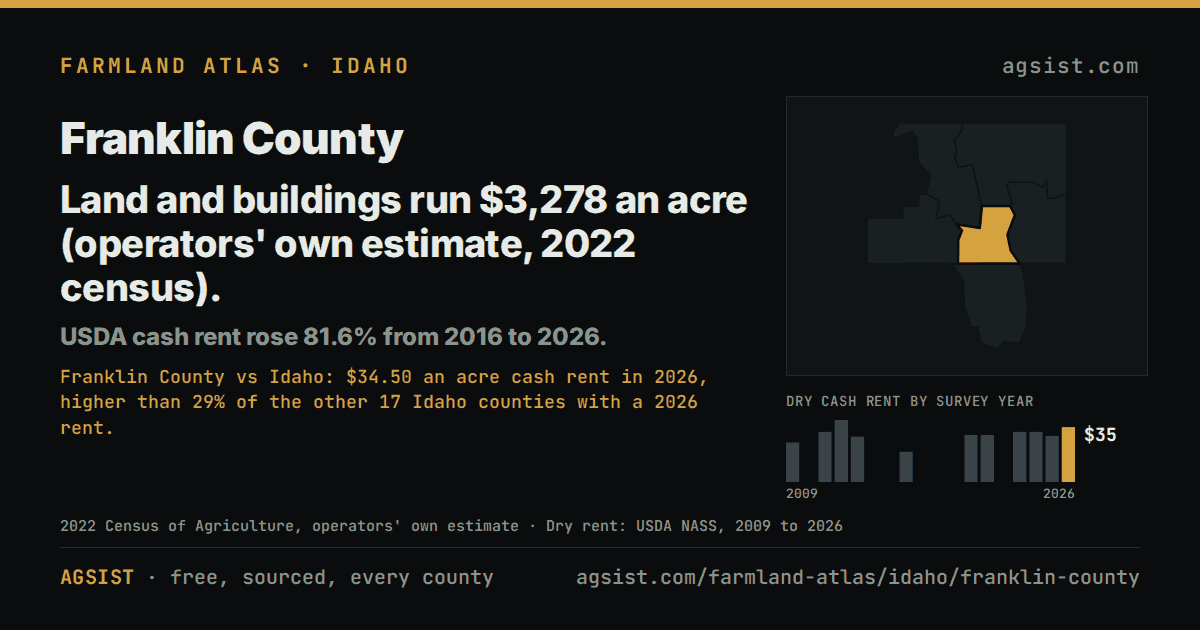 FARMLAND ATLAS · IDAHO
agsist.com
Franklin County
Land and buildings run $3,278 an acre
(operators' own estimate, 2022
census).
USDA cash rent rose 81.6% from 2016 to 2026.
Franklin County vs Idaho: $34.50 an acre cash rent in 2026,
higher than 29% of the other 17 Idaho counties with a 2026
rent.
DRY CASH RENT BY SURVEY YEAR
$35
2009
2026
2022 Census of Agriculture, operators' own estimate · Dry rent: USDA NASS, 2009 to 2026
AGSIST · free, sourced, every county
agsist.com/farmland-atlas/idaho/franklin-county